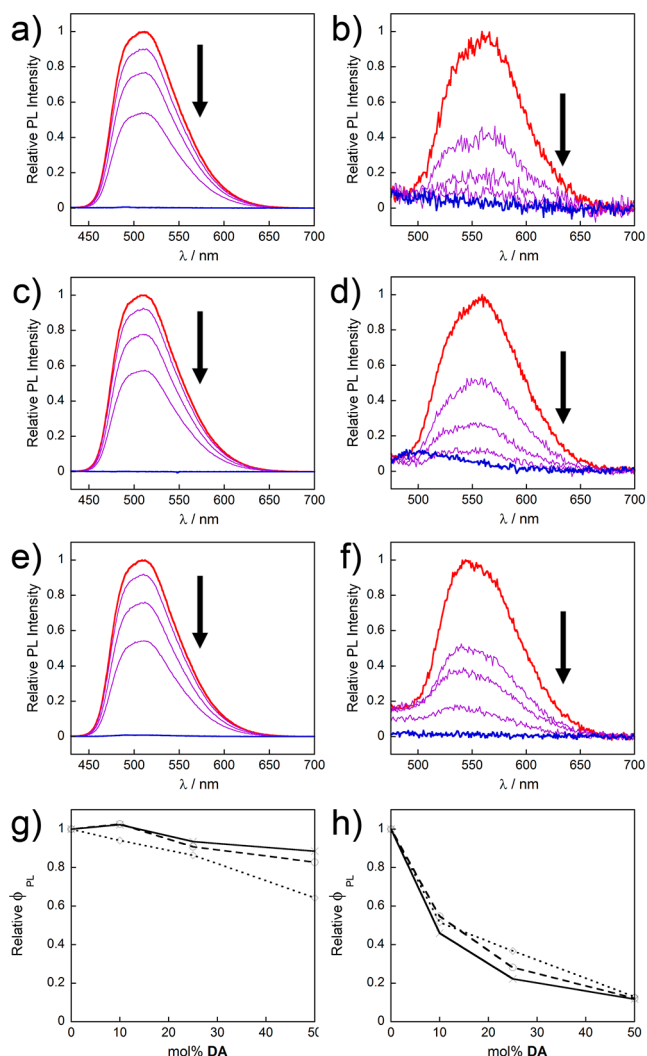 a)
Relative PL Intensity
1
0.8
0.6
0.4
0.2
0
450 500 550 600 650 700
λ / nm
b)
Relative PL Intensity
1
0.8
0.6
0.4
0.2
0
500 550 600 650 700
λ / nm
c)
Relative PL Intensity
1
0.8
0.6
0.4
0.2
0
450 500 550 600 650 700
λ / nm
d)
Relative PL Intensity
1
0.8
0.6
0.4
0.2
0
500 550 600 650 700
λ / nm
e)
Relative PL Intensity
1
0.8
0.6
0.4
0.2
0
450 500 550 600 650 700
λ / nm
f)
Relative PL Intensity
1
0.8
0.6
0.4
0.2
0
500 550 600 650 700
λ / nm
g)
Relative ϕ PL
1
0.8
0.6
0.4
0.2
0
0 10 20 30 40 50
mol% DA
h)
Relative ϕ PL
1
0.8
0.6
0.4
0.2
0
0 10 20 30 40 50
mol% DA